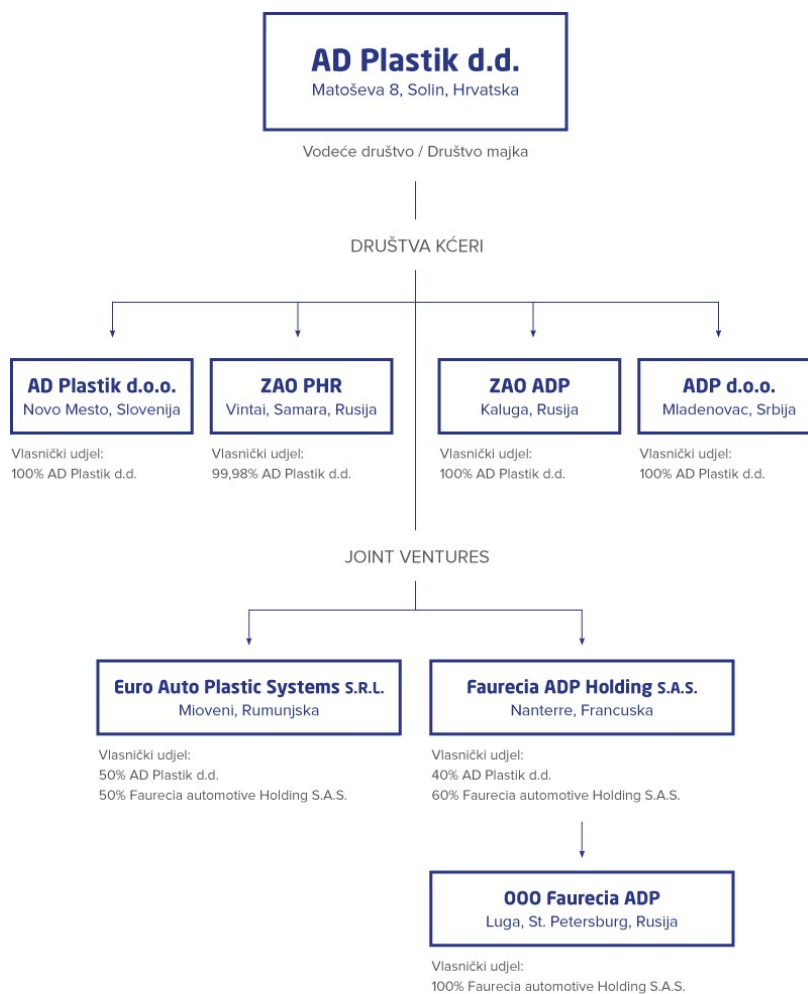 AD Plastik d.d.
Matoševa 8, Solin, Hrvatska
Vodeće društvo / Društvo majka
DRUŠTVA KĆERI
AD Plastik d.o.o.
Novo Mesto, Slovenija
Vlasnički udjel:
100% AD Plastik d.d.
ZAO PHR
Vintai, Samara, Rusija
Vlasnički udjel:
99,98% AD Plastik d.d.
ZAO ADP
Kaluga, Rusija
Vlasnički udjel:
100% AD Plastik d.d.
ADP d.o.o.
Mladenovac, Srbija
Vlasnički udjel:
100% AD Plastik d.d.
JOINT VENTURES
Euro Auto Plastic Systems S.R.L.
Mioveni, Rumunjska
Vlasnički udjel:
50% AD Plastik d.d.
50% Faurecia automotive Holding S.A.S.
Faurecia ADP Holding S.A.S.
Nanterre, Francuska
Vlasnički udjel:
40% AD Plastik d.d.
60% Faurecia automotive Holding S.A.S.
OOO Faurecia ADP
Luga, St. Petersburg, Rusija
Vlasnički udjel:
100% Faurecia automotive Holding S.A.S.